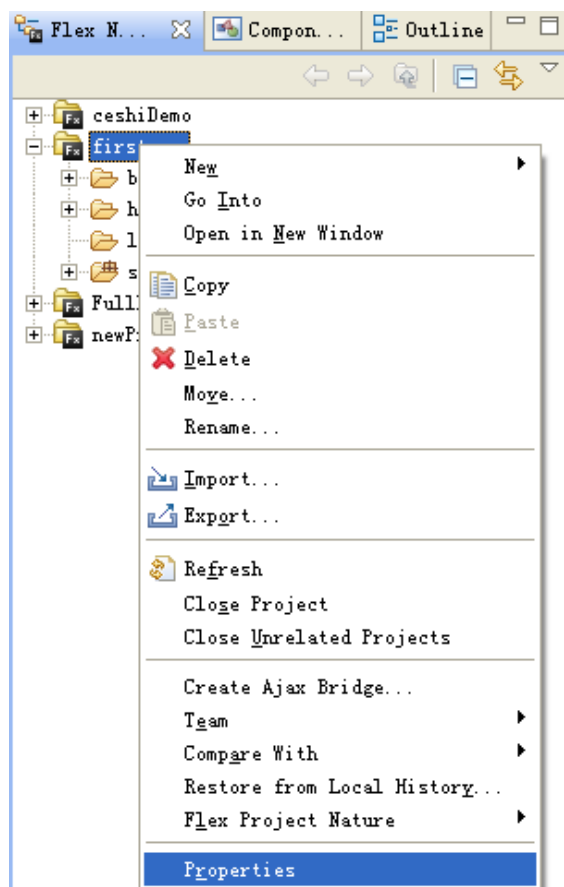 Flex N... Compon... Outline
ceshiDemo
firs
b
h
l
s
Full
newP
New
Go Into
Open in New Window
Copy
Paste
Delete
Move...
Rename...
Import...
Export...
Refresh
Close Project
Close Unrelated Projects
Create Ajax Bridge...
Team
Compare With
Restore from Local History...
Flex Project Nature
Properties